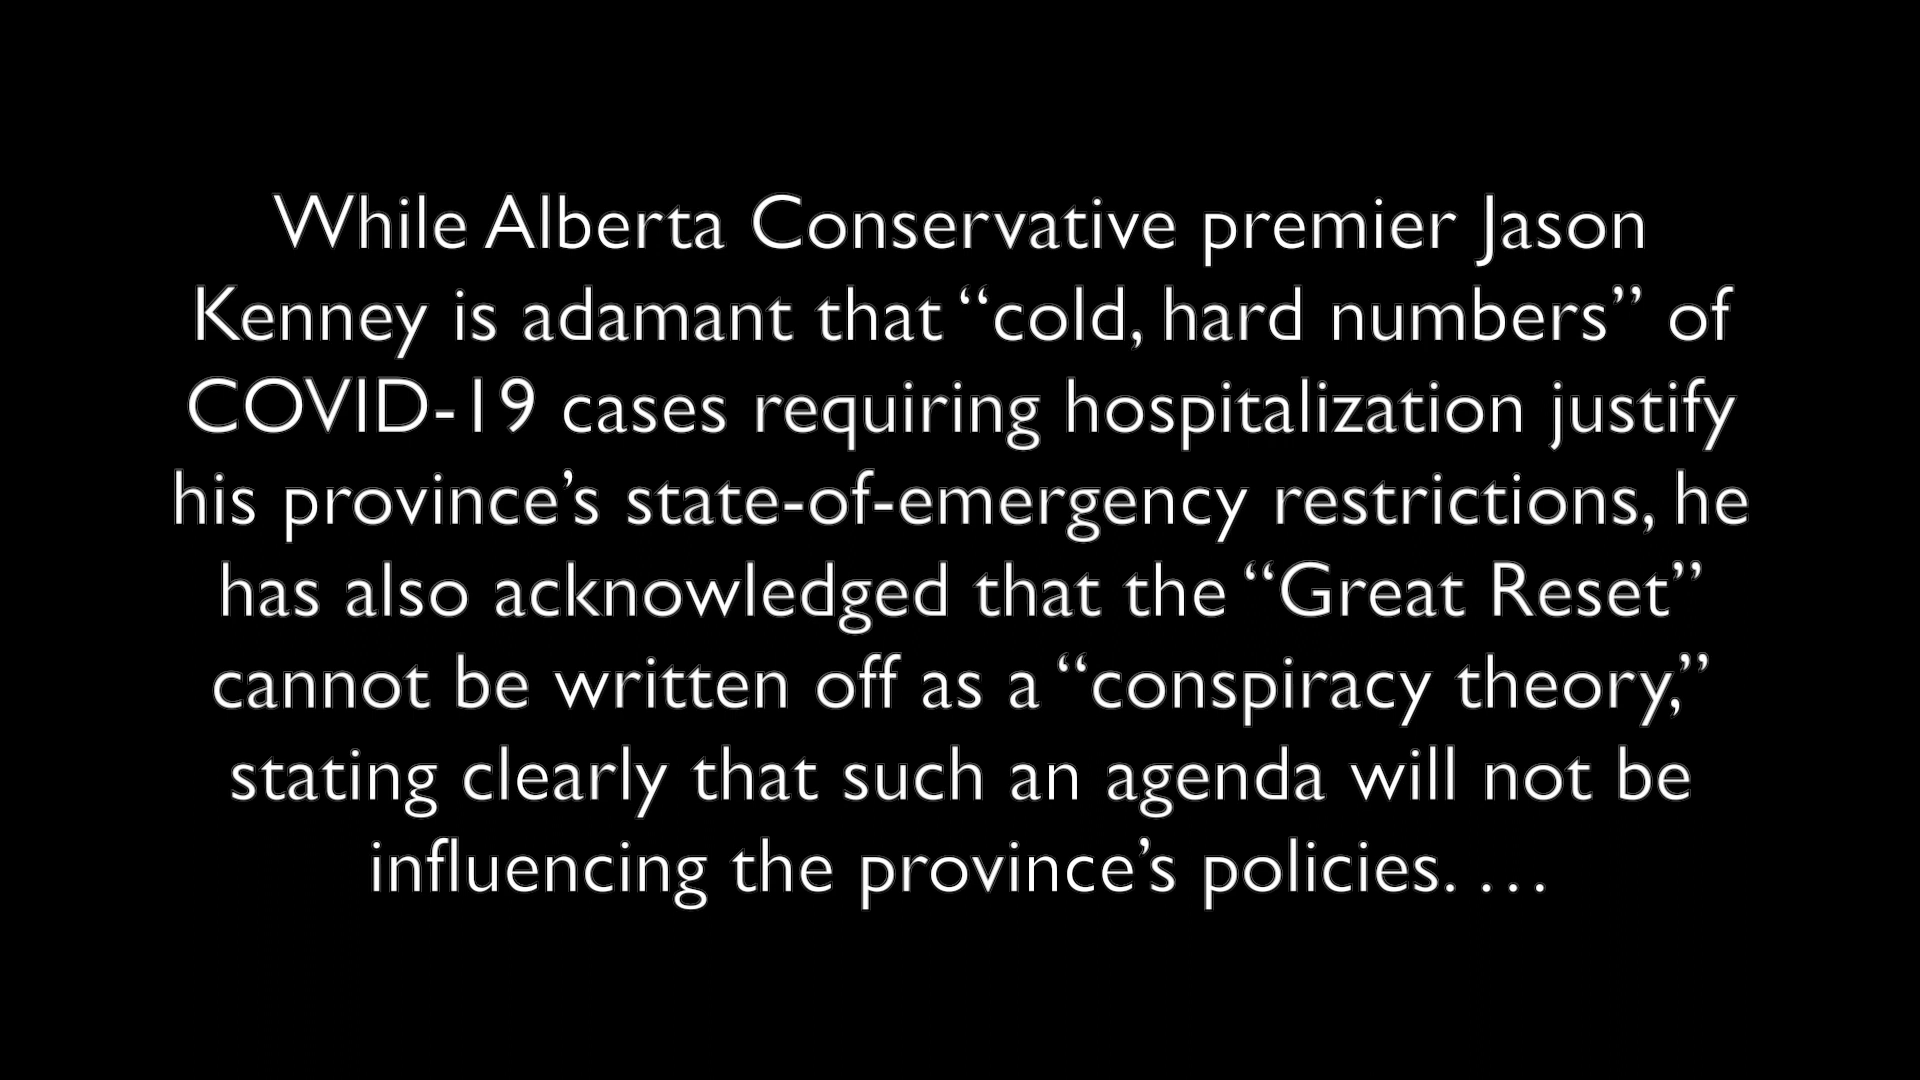 While Alberta Conservative premier Jason
Kenney is adamant that “cold, hard numbers” of
COVID-19 cases requiring hospitalization justify
his province’s state-of-emergency restrictions, he
has also acknowledged that the “Great Reset”
cannot be written off as a “conspiracy theory,”
stating clearly that such an agenda will not be
influencing the province’s policies. …